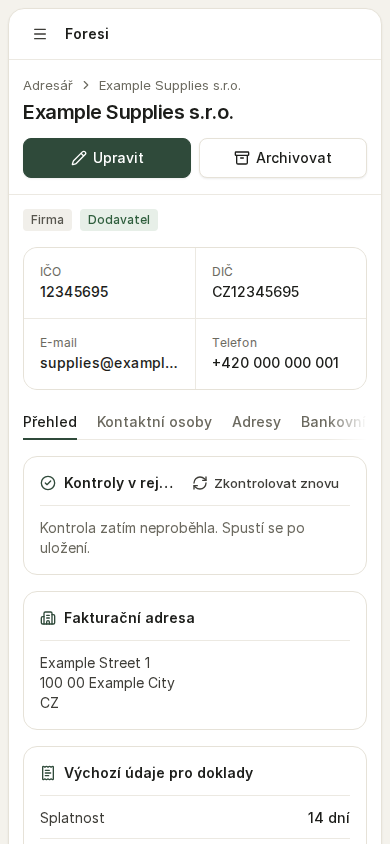 Foresi
Adresář > Example Supplies s.r.o.
Example Supplies s.r.o.
Upravit
Archivovat
Firma
Dodavatel
IČO
12345695
DIČ
CZ12345695
E-mail
supplies@exampl…
Telefon
+420 000 000 001
Přehled
Kontaktní osoby
Adresy
Bankovní
Kontroly v rej…
Zkontrolovat znovu
Kontrola zatím neproběhla. Spustí se po
uložení.
Fakturační adresa
Example Street 1
100 00 Example City
CZ
Výchozí údaje pro doklady
Splatnost
14 dní